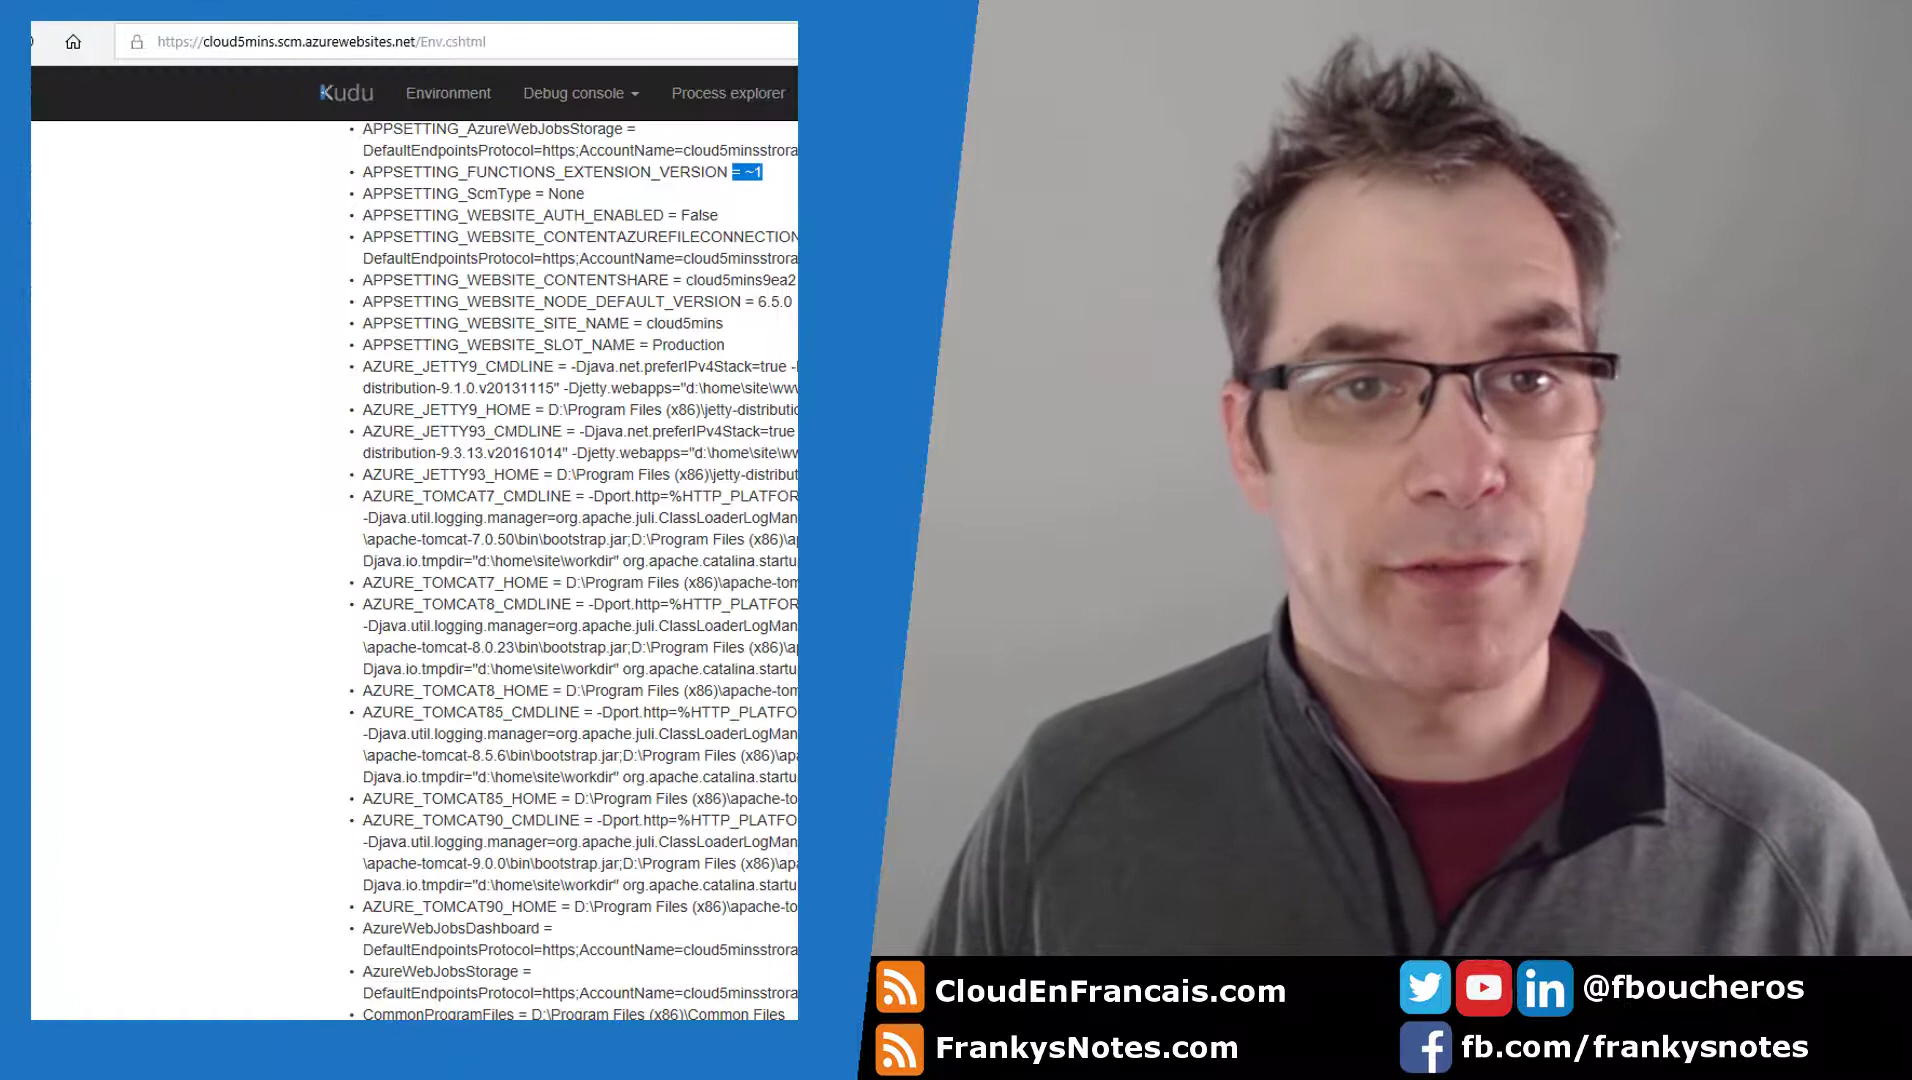 https://cloud5mins.scm.azurewebsites.net/Env.cshtml
Kudu Environment Debug console Process explorer
• APPSETTING_AzureWebJobsStorage =
DefaultEndpointsProtocol=https;AccountName=cloud5minsstrora
• APPSETTING_FUNCTIONS_EXTENSION_VERSION = ~1
• APPSETTING_ScmType = None
• APPSETTING_WEBSITE_AUTH_ENABLED = False
• APPSETTING_WEBSITE_CONTENTAZUREFILECONNECTION
DefaultEndpointsProtocol=https;AccountName=cloud5minsstrora
• APPSETTING_WEBSITE_CONTENTSHARE = cloud5mins9ea2
• APPSETTING_WEBSITE_NODE_DEFAULT_VERSION = 6.5.0
• APPSETTING_WEBSITE_SITE_NAME = cloud5mins
• APPSETTING_WEBSITE_SLOT_NAME = Production
• AZURE_JETTY9_CMDLINE = -Djava.net.preferIPv4Stack=true -
distribution-9.1.0.v20131115" -Djetty.webapps="d:\home\site\ww
• AZURE_JETTY9_HOME = D:\Program Files (x86)\jetty-distributio
• AZURE_JETTY93_CMDLINE = -Djava.net.preferIPv4Stack=true
distribution-9.3.13.v20161014" -Djetty.webapps="d:\home\site\w
• AZURE_JETTY93_HOME = D:\Program Files (x86)\jetty-distribut
• AZURE_TOMCAT7_CMDLINE = -Dport.http=%HTTP_PLATFOR
-Djava.util.logging.manager=org.apache.juli.ClassLoaderLogMan
\apache-tomcat-7.0.50\bin\bootstrap.jar;D:\Program Files (x86)\a
Djava.io.tmpdir="d:\home\site\workdir" org.apache.catalina.startu
• AZURE_TOMCAT7_HOME = D:\Program Files (x86)\apache-tom
• AZURE_TOMCAT8_CMDLINE = -Dport.http=%HTTP_PLATFOR
-Djava.util.logging.manager=org.apache.juli.ClassLoaderLogMan
\apache-tomcat-8.0.23\bin\bootstrap.jar;D:\Program Files (x86)\a
Djava.io.tmpdir="d:\home\site\workdir" org.apache.catalina.startu
• AZURE_TOMCAT8_HOME = D:\Program Files (x86)\apache-tom
• AZURE_TOMCAT85_CMDLINE = -Dport.http=%HTTP_PLATFO
-Djava.util.logging.manager=org.apache.juli.ClassLoaderLogMan
\apache-tomcat-8.5.6\bin\bootstrap.jar;D:\Program Files (x86)\ap
Djava.io.tmpdir="d:\home\site\workdir" org.apache.catalina.startu
• AZURE_TOMCAT85_HOME = D:\Program Files (x86)\apache-to
• AZURE_TOMCAT90_CMDLINE = -Dport.http=%HTTP_PLATFO
-Djava.util.logging.manager=org.apache.juli.ClassLoaderLogMan
\apache-tomcat-9.0.0\bin\bootstrap.jar;D:\Program Files (x86)\ap
Djava.io.tmpdir="d:\home\site\workdir" org.apache.catalina.startu
• AZURE_TOMCAT90_HOME = D:\Program Files (x86)\apache-to
• AzureWebJobsDashboard =
DefaultEndpointsProtocol=https;AccountName=cloud5minsstrora
• AzureWebJobsStorage =
DefaultEndpointsProtocol=https;AccountName=cloud5minsstrora
• CommonProgramFiles = D:\Program Files (x86)\Common Files
CloudEnFrancais.com
FrankysNotes.com
@fboucheros
fb.com/frankysnotes